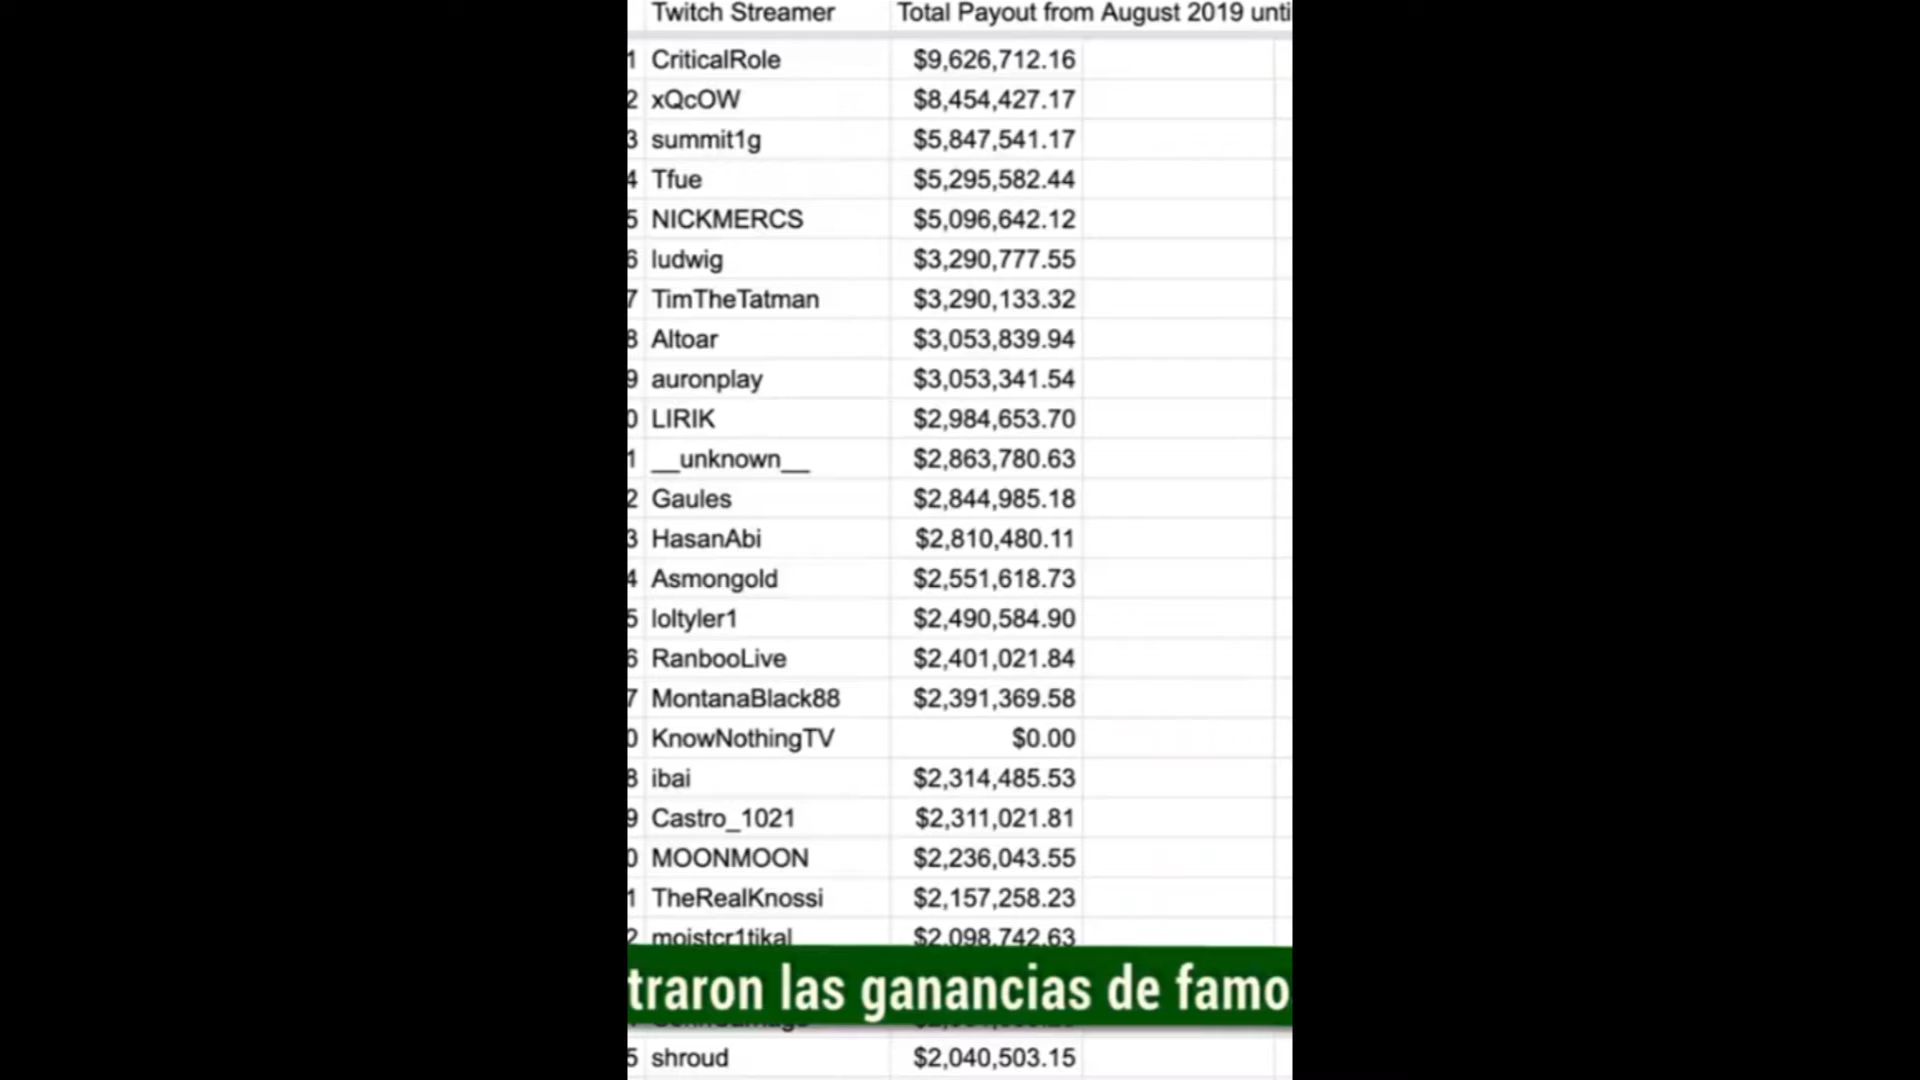 Twitch Streamer Total Payout from August 2019 unti
1 CriticalRole $9,626,712.16
2 xQcOW $8,454,427.17
3 summit1g $5,847,541.17
4 Tfue $5,295,582.44
5 NICKMERCS $5,096,642.12
6 ludwig $3,290,777.55
7 TimTheTatman $3,290,133.32
8 Altoar $3,053,839.94
9 auronplay $3,053,341.54
0 LIRIK $2,984,653.70
1 __unknown__ $2,863,780.63
2 Gaules $2,844,985.18
3 HasanAbi $2,810,480.11
4 Asmongold $2,551,618.73
5 loltyler1 $2,490,584.90
6 RanbooLive $2,401,021.84
7 MontanaBlack88 $2,391,369.58
0 KnowNothingTV $0.00
8 ibai $2,314,485.53
9 Castro_1021 $2,311,021.81
0 MOONMOON $2,236,043.55
1 TheRealKnossi $2,157,258.23
2 moistcr1tikal $2,098,742.63
traron las ganancias de famo
5 shroud $2,040,503.15